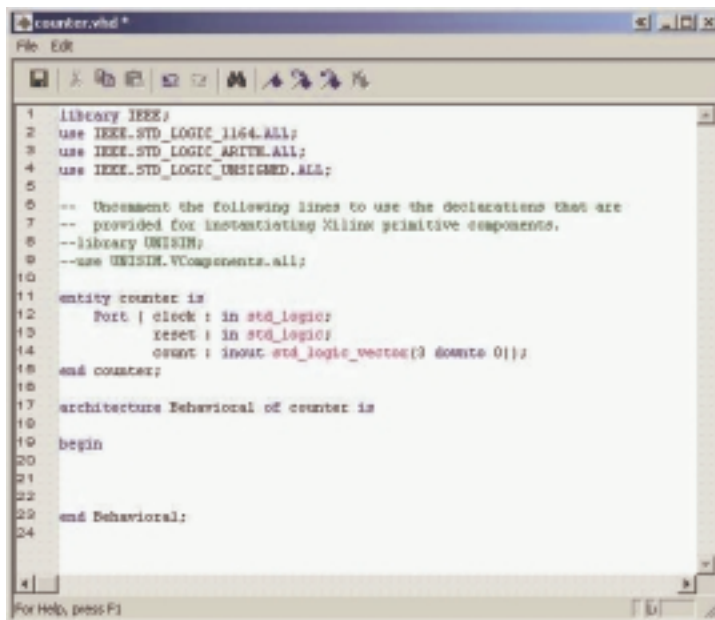 counter.vhd *
File Edit
1 library IEEE;
2 use IEEE.STD_LOGIC_1164.ALL;
3 use IEEE.STD_LOGIC_ARITH.ALL;
4 use IEEE.STD_LOGIC_UNSIGNED.ALL;
5
6 -- Uncomment the following lines to use the declarations that are
7 -- provided for instantiating Xilinx primitive components.
8 --library UNISIM;
9 --use UNISIM.VComponents.all;
10
11 entity counter is
12 Port ( clock : in std_logic;
13 reset : in std_logic;
14 count : inout std_logic_vector(3 downto 0));
15 end counter;
16
17 architecture Behavioral of counter is
18
19 begin
20
21
22
23 end Behavioral;
24
For Help, press F1